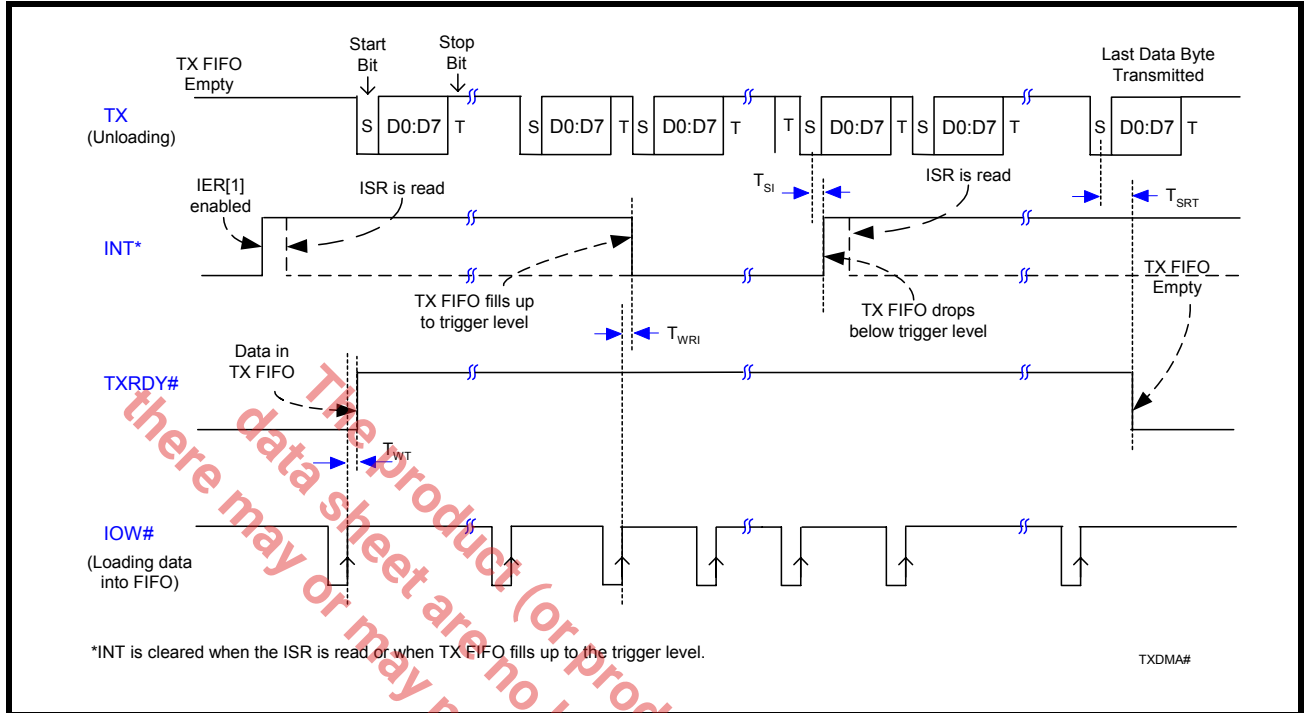 Start Bit
Stop Bit
TX FIFO Empty
Last Data Byte Transmitted
TX
(Unloading)
S D0:D7 T S D0:D7 T S D0:D7 T T S D0:D7 T S D0:D7 T S D0:D7 T
IER[1] enabled
ISR is read
TSI
ISR is read
TSRT
INT*
TX FIFO fills up to trigger level
TX FIFO drops below trigger level
TX FIFO Empty
TWRI
Data in TX FIFO
TXRDY#
TWT
IOW#
(Loading data into FIFO)
*INT is cleared when the ISR is read or when TX FIFO fills up to the trigger level.
TXDMA#
The product (or prod
data sheet are no
there may or may